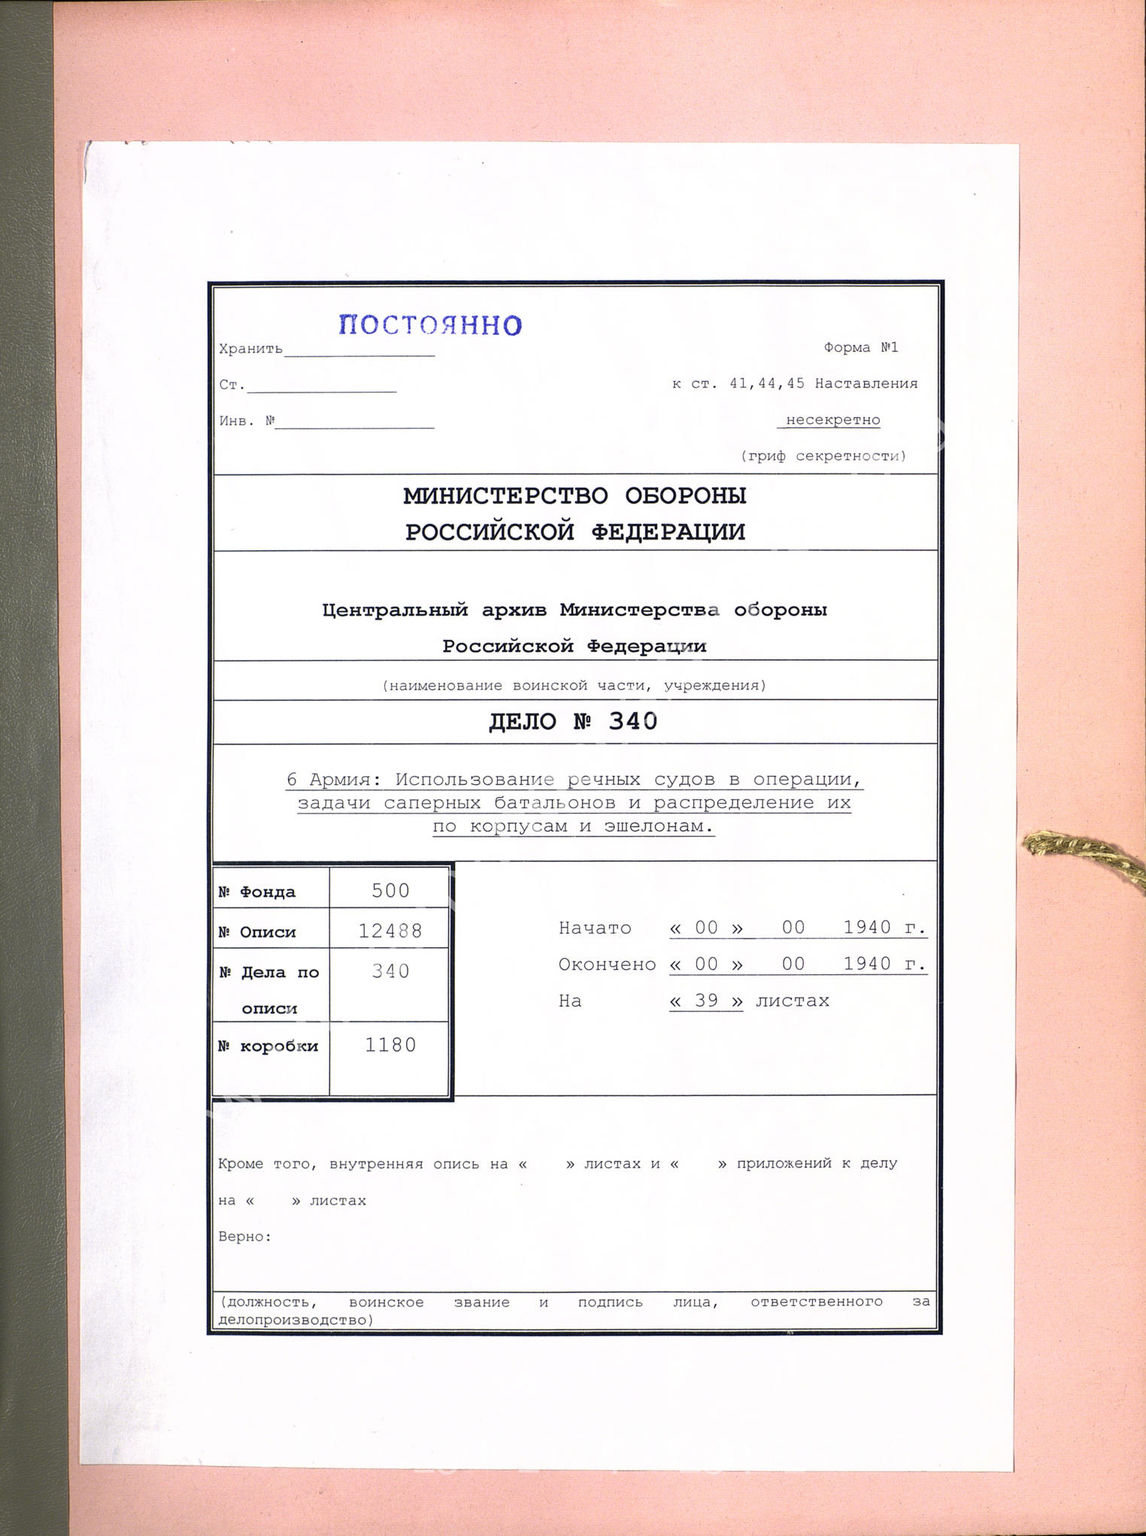 ПОСТОЯННО
Хранить
Форма №1
Ст.
к ст. 41,44,45 Наставления
Инв. №
несекретно
(гриф секретности)
МИНИСТЕРСТВО ОБОРОНЫ
РОССИЙСКОЙ ФЕДЕРАЦИИ
Центральный архив Министерства обороны
Российской Федерации
(наименование воинской части, учреждения)
ДЕЛО № 340
6 Армия: Использование речных судов в операции,
задачи саперных батальонов и распределение их
по корпусам и эшелонам.
№ Фонда 500
№ Описи 12488
№ Дела по 340
описи
№ коробки 1180
Начато « 00 » 00 1940 г.
Окончено « 00 » 00 1940 г.
На « 39 » листах
Кроме того, внутренняя опись на « » листах и « » приложений к делу
на « » листах
Верно:
(должность, воинское звание и подпись лица, ответственного за
делопроизводство)